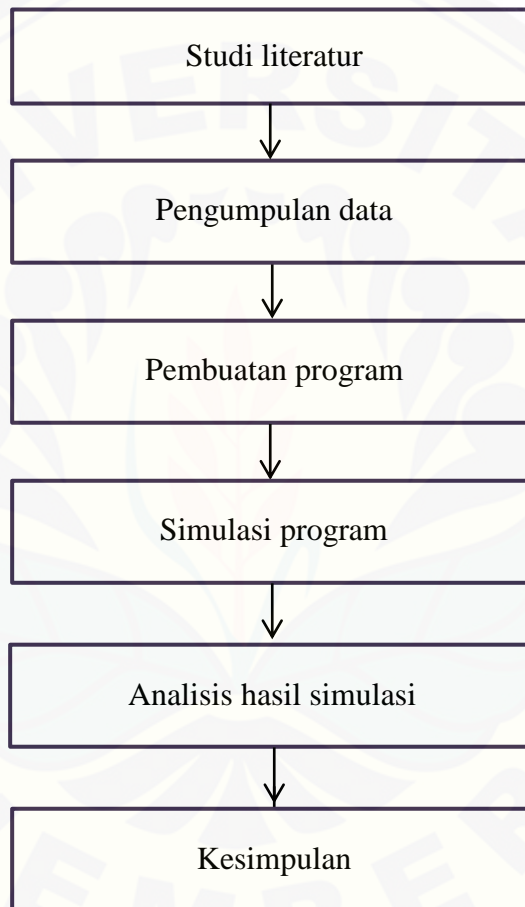 Studi literatur
Pengumpulan data
Pembuatan program
Simulasi program
Analisis hasil simulasi
Kesimpulan